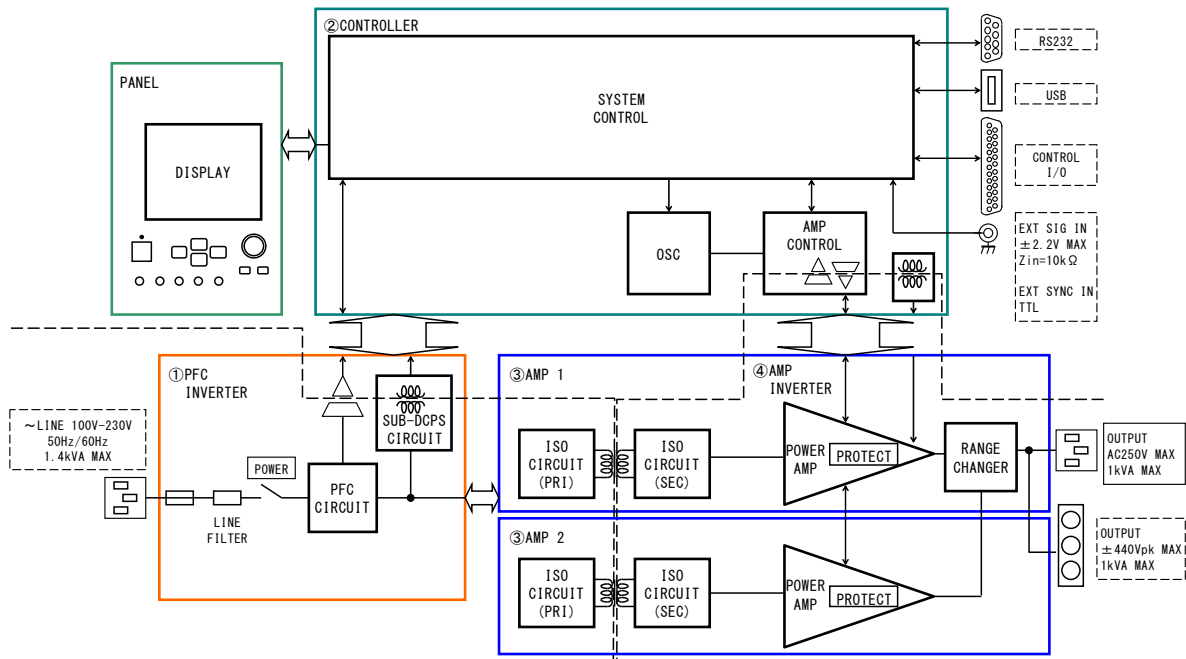 ②CONTROLLER
SYSTEM
CONTROL
PANEL
DISPLAY
OSC
AMP
CONTROL
RS232
USB
CONTROL
I/O
EXT SIG IN
±2.2V MAX
Zin=10kΩ
EXT SYNC IN
TTL
①PFC
INVERTER
SUB-DCPS
CIRCUIT
~LINE 100V-230V
50Hz/60Hz
1.4kVA MAX
POWER
LINE
FILTER
PFC
CIRCUIT
③AMP 1
④AMP
INVERTER
ISO
CIRCUIT
(PRI)
ISO
CIRCUIT
(SEC)
POWER
AMP
PROTECT
RANGE
CHANGER
OUTPUT
AC250V MAX
1kVA MAX
③AMP 2
ISO
CIRCUIT
(PRI)
ISO
CIRCUIT
(SEC)
POWER
AMP
PROTECT
OUTPUT
±440Vpk MAX
1kVA MAX